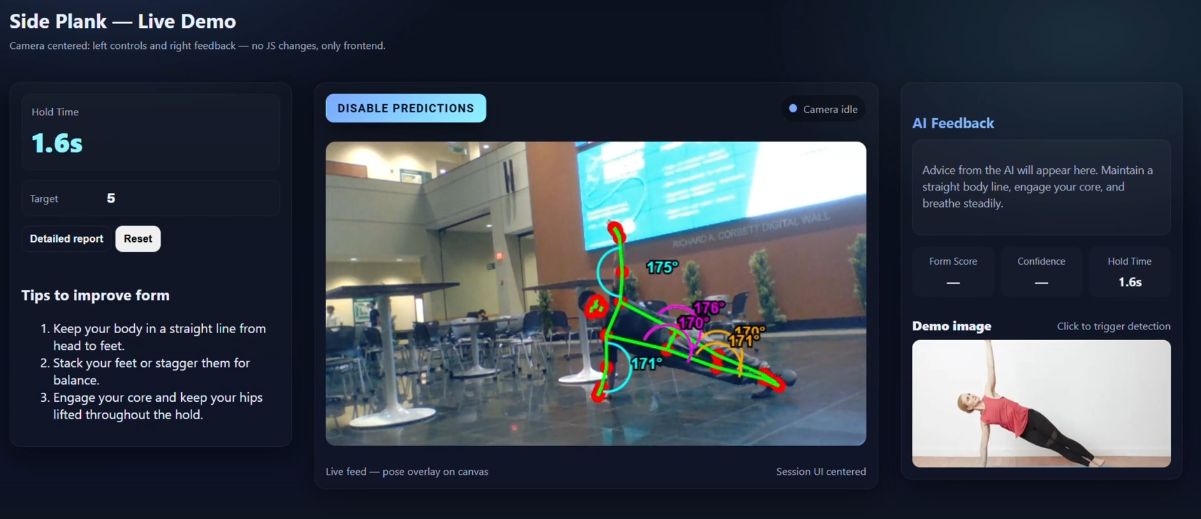 Side Plank — Live Demo
Camera centered: left controls and right feedback — no JS changes, only frontend.
Hold Time
1.6s
Target 5
Detailed report Reset
Tips to improve form
1. Keep your body in a straight line from
head to feet.
2. Stack your feet or stagger them for
balance.
3. Engage your core and keep your hips
lifted throughout the hold.
DISABLE PREDICTIONS
Camera idle
RICHARD A. CORBETT DIGITAL WALL
175°
176°
170°
170°
171°
171°
Live feed — pose overlay on canvas
Session UI centered
AI Feedback
Advice from the AI will appear here. Maintain a
straight body line, engage your core, and
breathe steadily.
Form Score
—
Confidence
—
Hold Time
1.6s
Demo image
Click to trigger detection